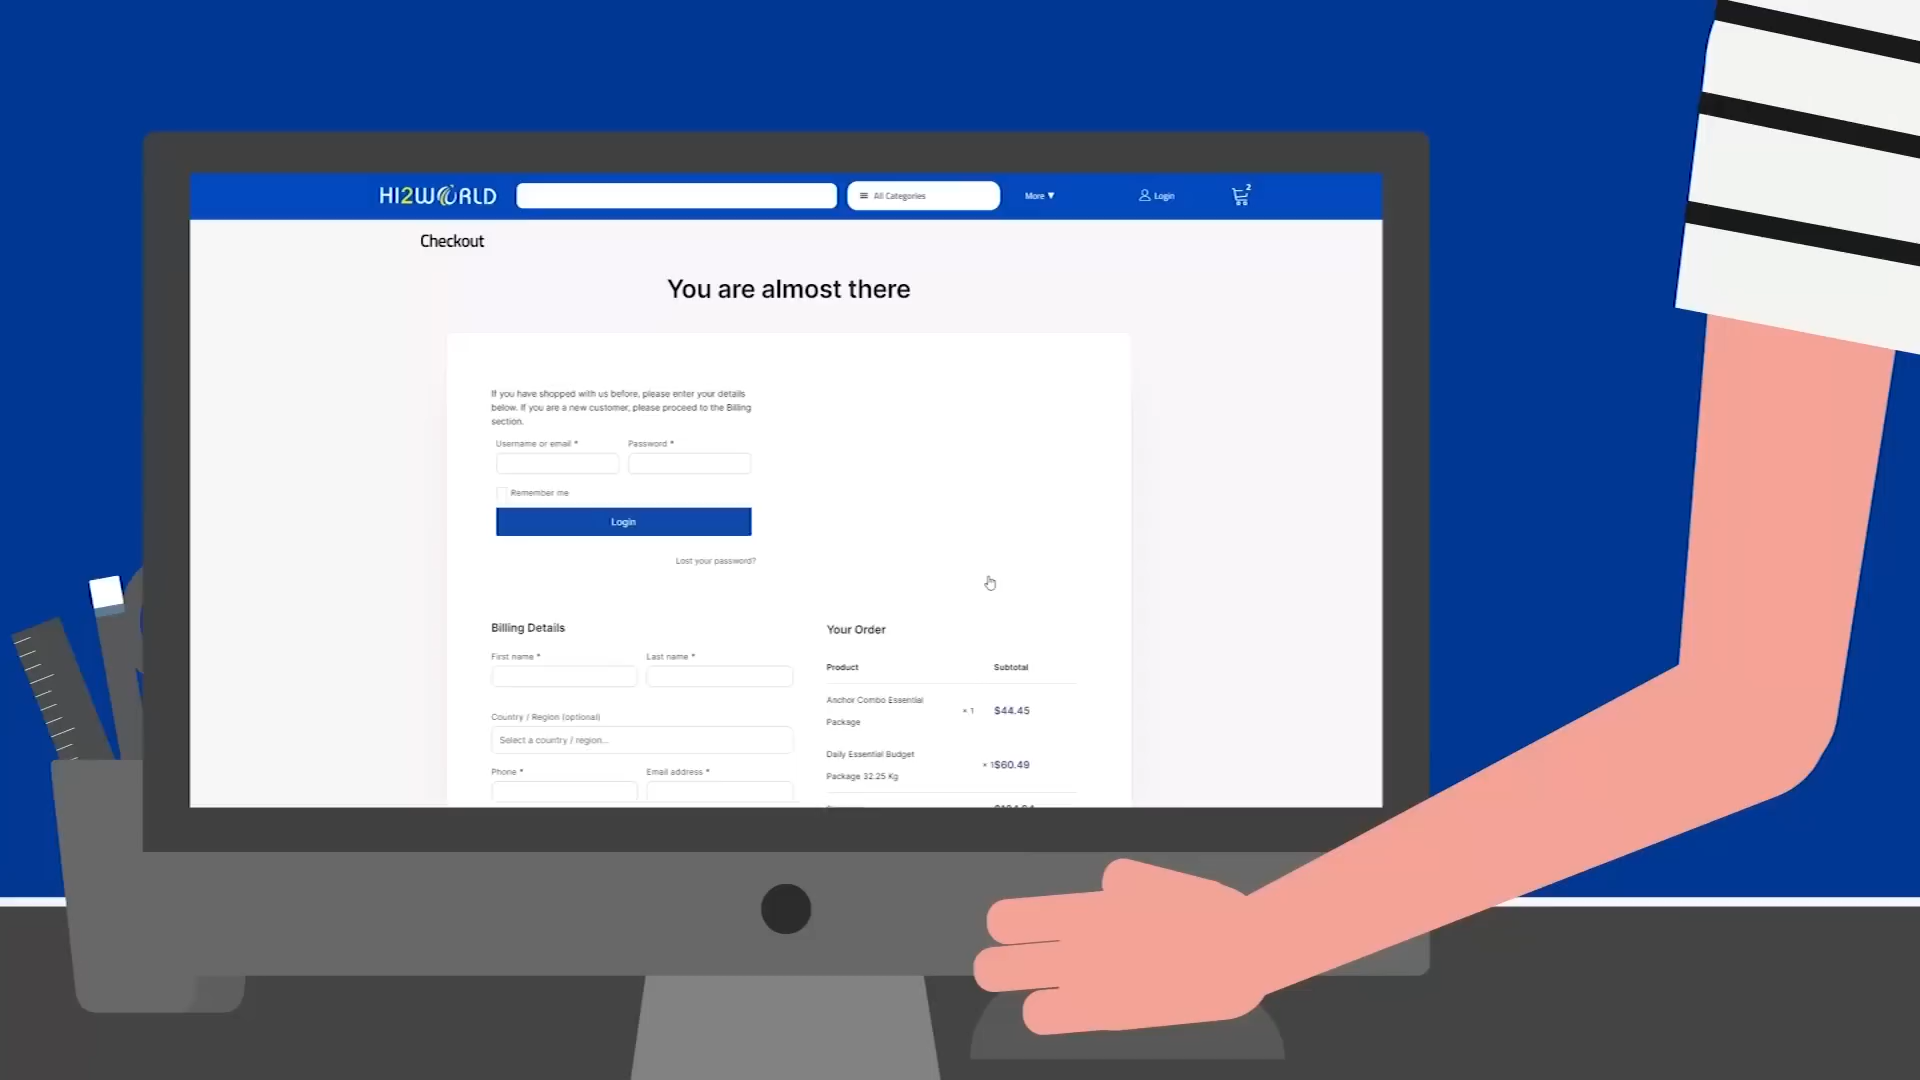 HI2WORLD
All Categories
More ▼
Login
2
Checkout
You are almost there
If you have shopped with us before, please enter your details
below. If you are a new customer, please proceed to the Billing
section.
Username or email *
Password *
Remember me
Login
Lost your password?
Billing Details
First name *
Last name *
Country / Region (optional)
Select a country / region...
Phone *
Email address *
Your Order
Product
Subtotal
Anchor Combo Essential
Package
× 1
$44.45
Daily Essential Budget
Package 32.25 Kg
× 1
$60.49